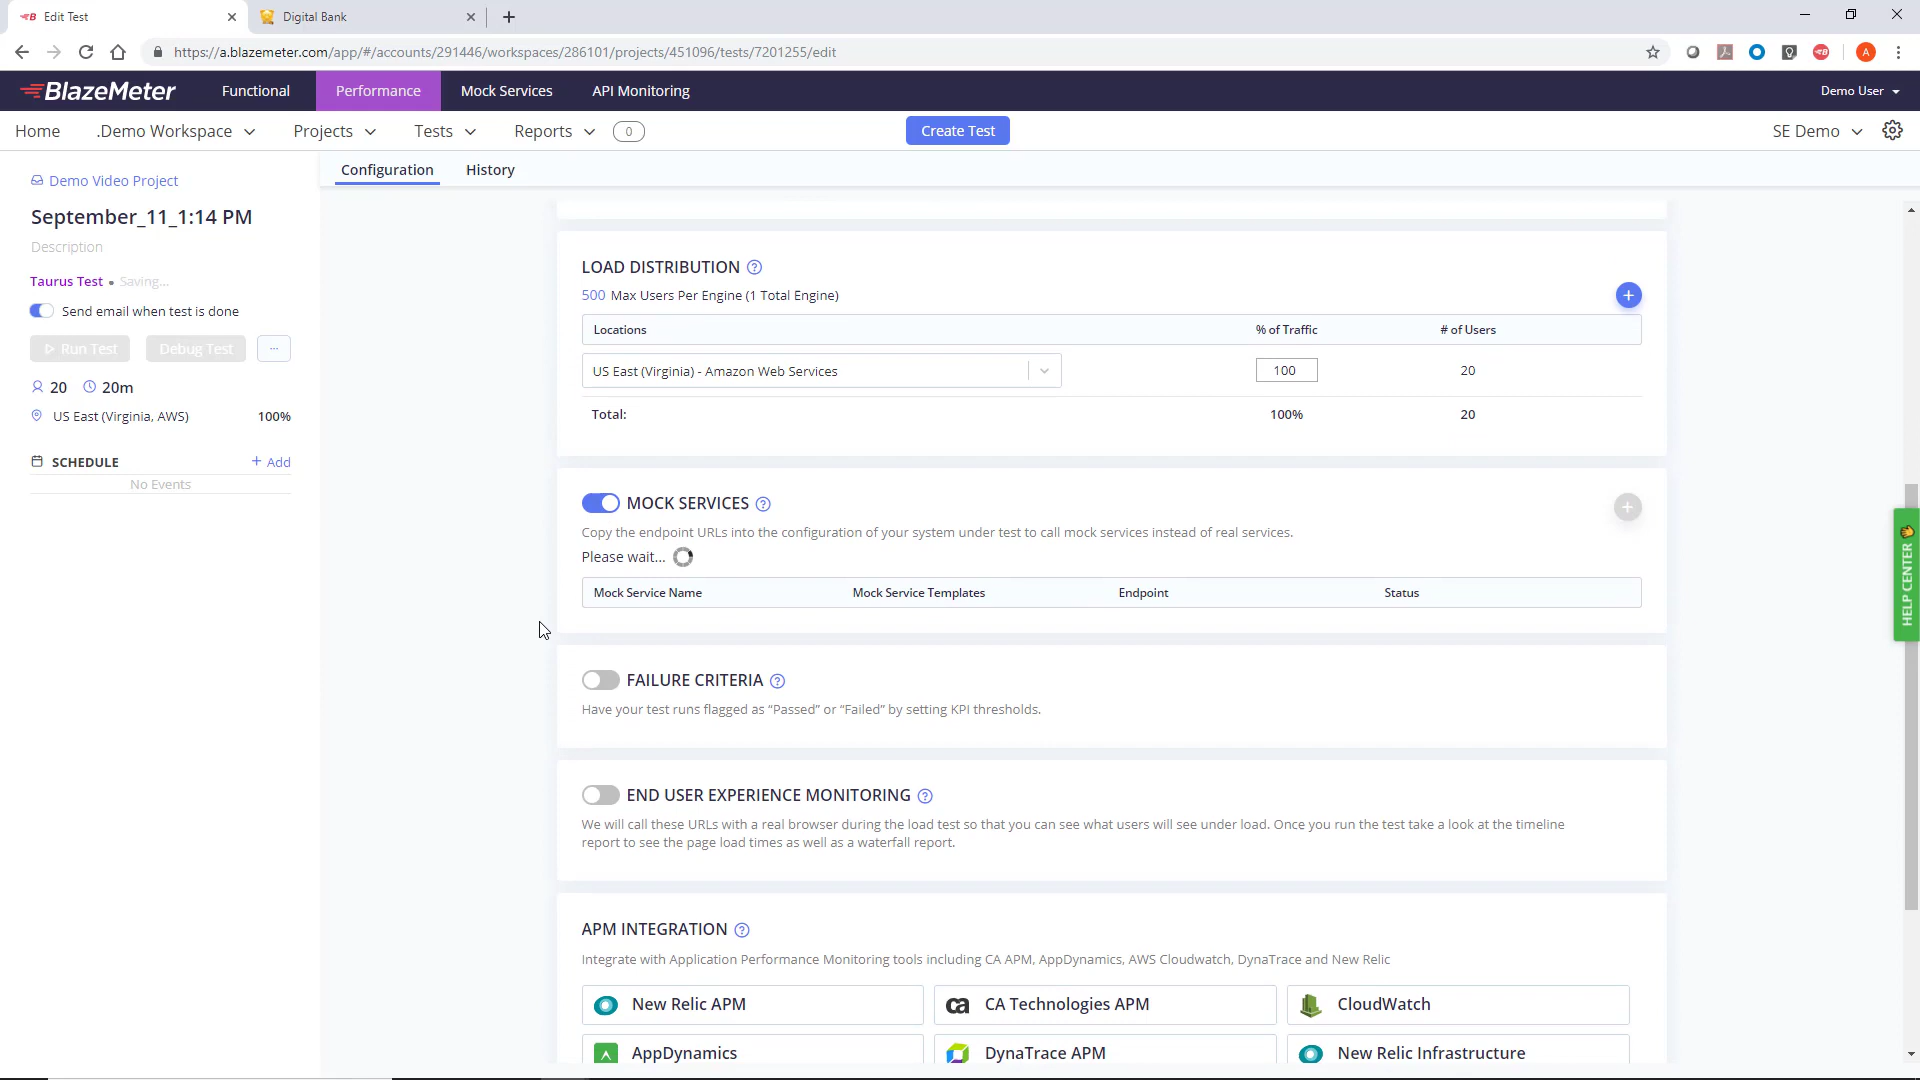 Edit Test
Digital Bank
https://a.blazemeter.com/app/#/accounts/291446/workspaces/286101/projects/451096/tests/7201255/edit
A
BlazeMeter
Functional
Performance
Mock Services
API Monitoring
Demo User
Home
.Demo Workspace
Projects
Tests
Reports
0
Create Test
SE Demo
Demo Video Project
September_11_1:14 PM
Description
Taurus Test • Saving...
Send email when test is done
Run Test
Debug Test
...
20
20m
US East (Virginia, AWS)
100%
SCHEDULE
+ Add
No Events
Configuration
History
LOAD DISTRIBUTION ?
500 Max Users Per Engine (1 Total Engine)
Locations
% of Traffic
# of Users
US East (Virginia) - Amazon Web Services
100
20
Total:
100%
20
MOCK SERVICES ?
Copy the endpoint URLs into the configuration of your system under test to call mock services instead of real services.
Please wait...
Mock Service Name
Mock Service Templates
Endpoint
Status
FAILURE CRITERIA ?
Have your test runs flagged as “Passed” or “Failed” by setting KPI thresholds.
END USER EXPERIENCE MONITORING ?
We will call these URLs with a real browser during the load test so that you can see what users will see under load. Once you run the test take a look at the timeline
report to see the page load times as well as a waterfall report.
APM INTEGRATION ?
Integrate with Application Performance Monitoring tools including CA APM, AppDynamics, AWS Cloudwatch, DynaTrace and New Relic
New Relic APM
ca
CA Technologies APM
CloudWatch
AppDynamics
DynaTrace APM
New Relic Infrastructure
HELP CENTER